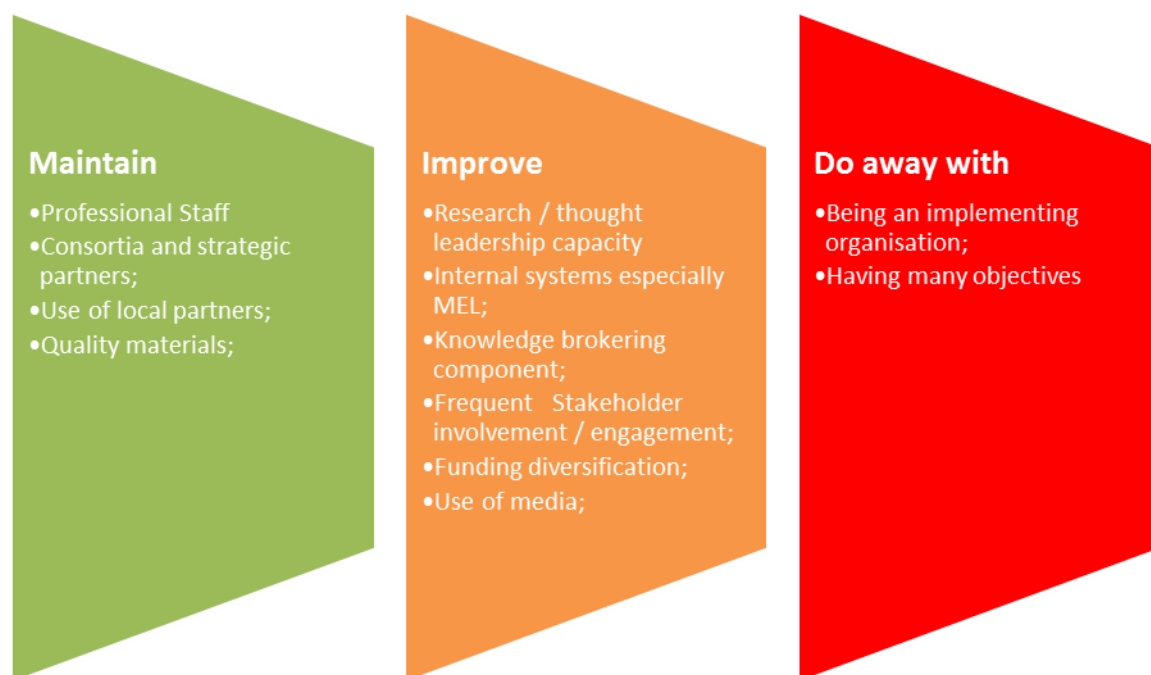 Maintain
•Professional Staff
•Consortia and strategic
partners;
•Use of local partners;
•Quality materials;
Improve
•Research / thought
leadership capacity
•Internal systems especially
MEL;
•Knowledge brokering
component;
•Frequent Stakeholder
involvement / engagement;
•Funding diversification;
•Use of media;
Do away with
•Being an implementing
organisation;
•Having many objectives